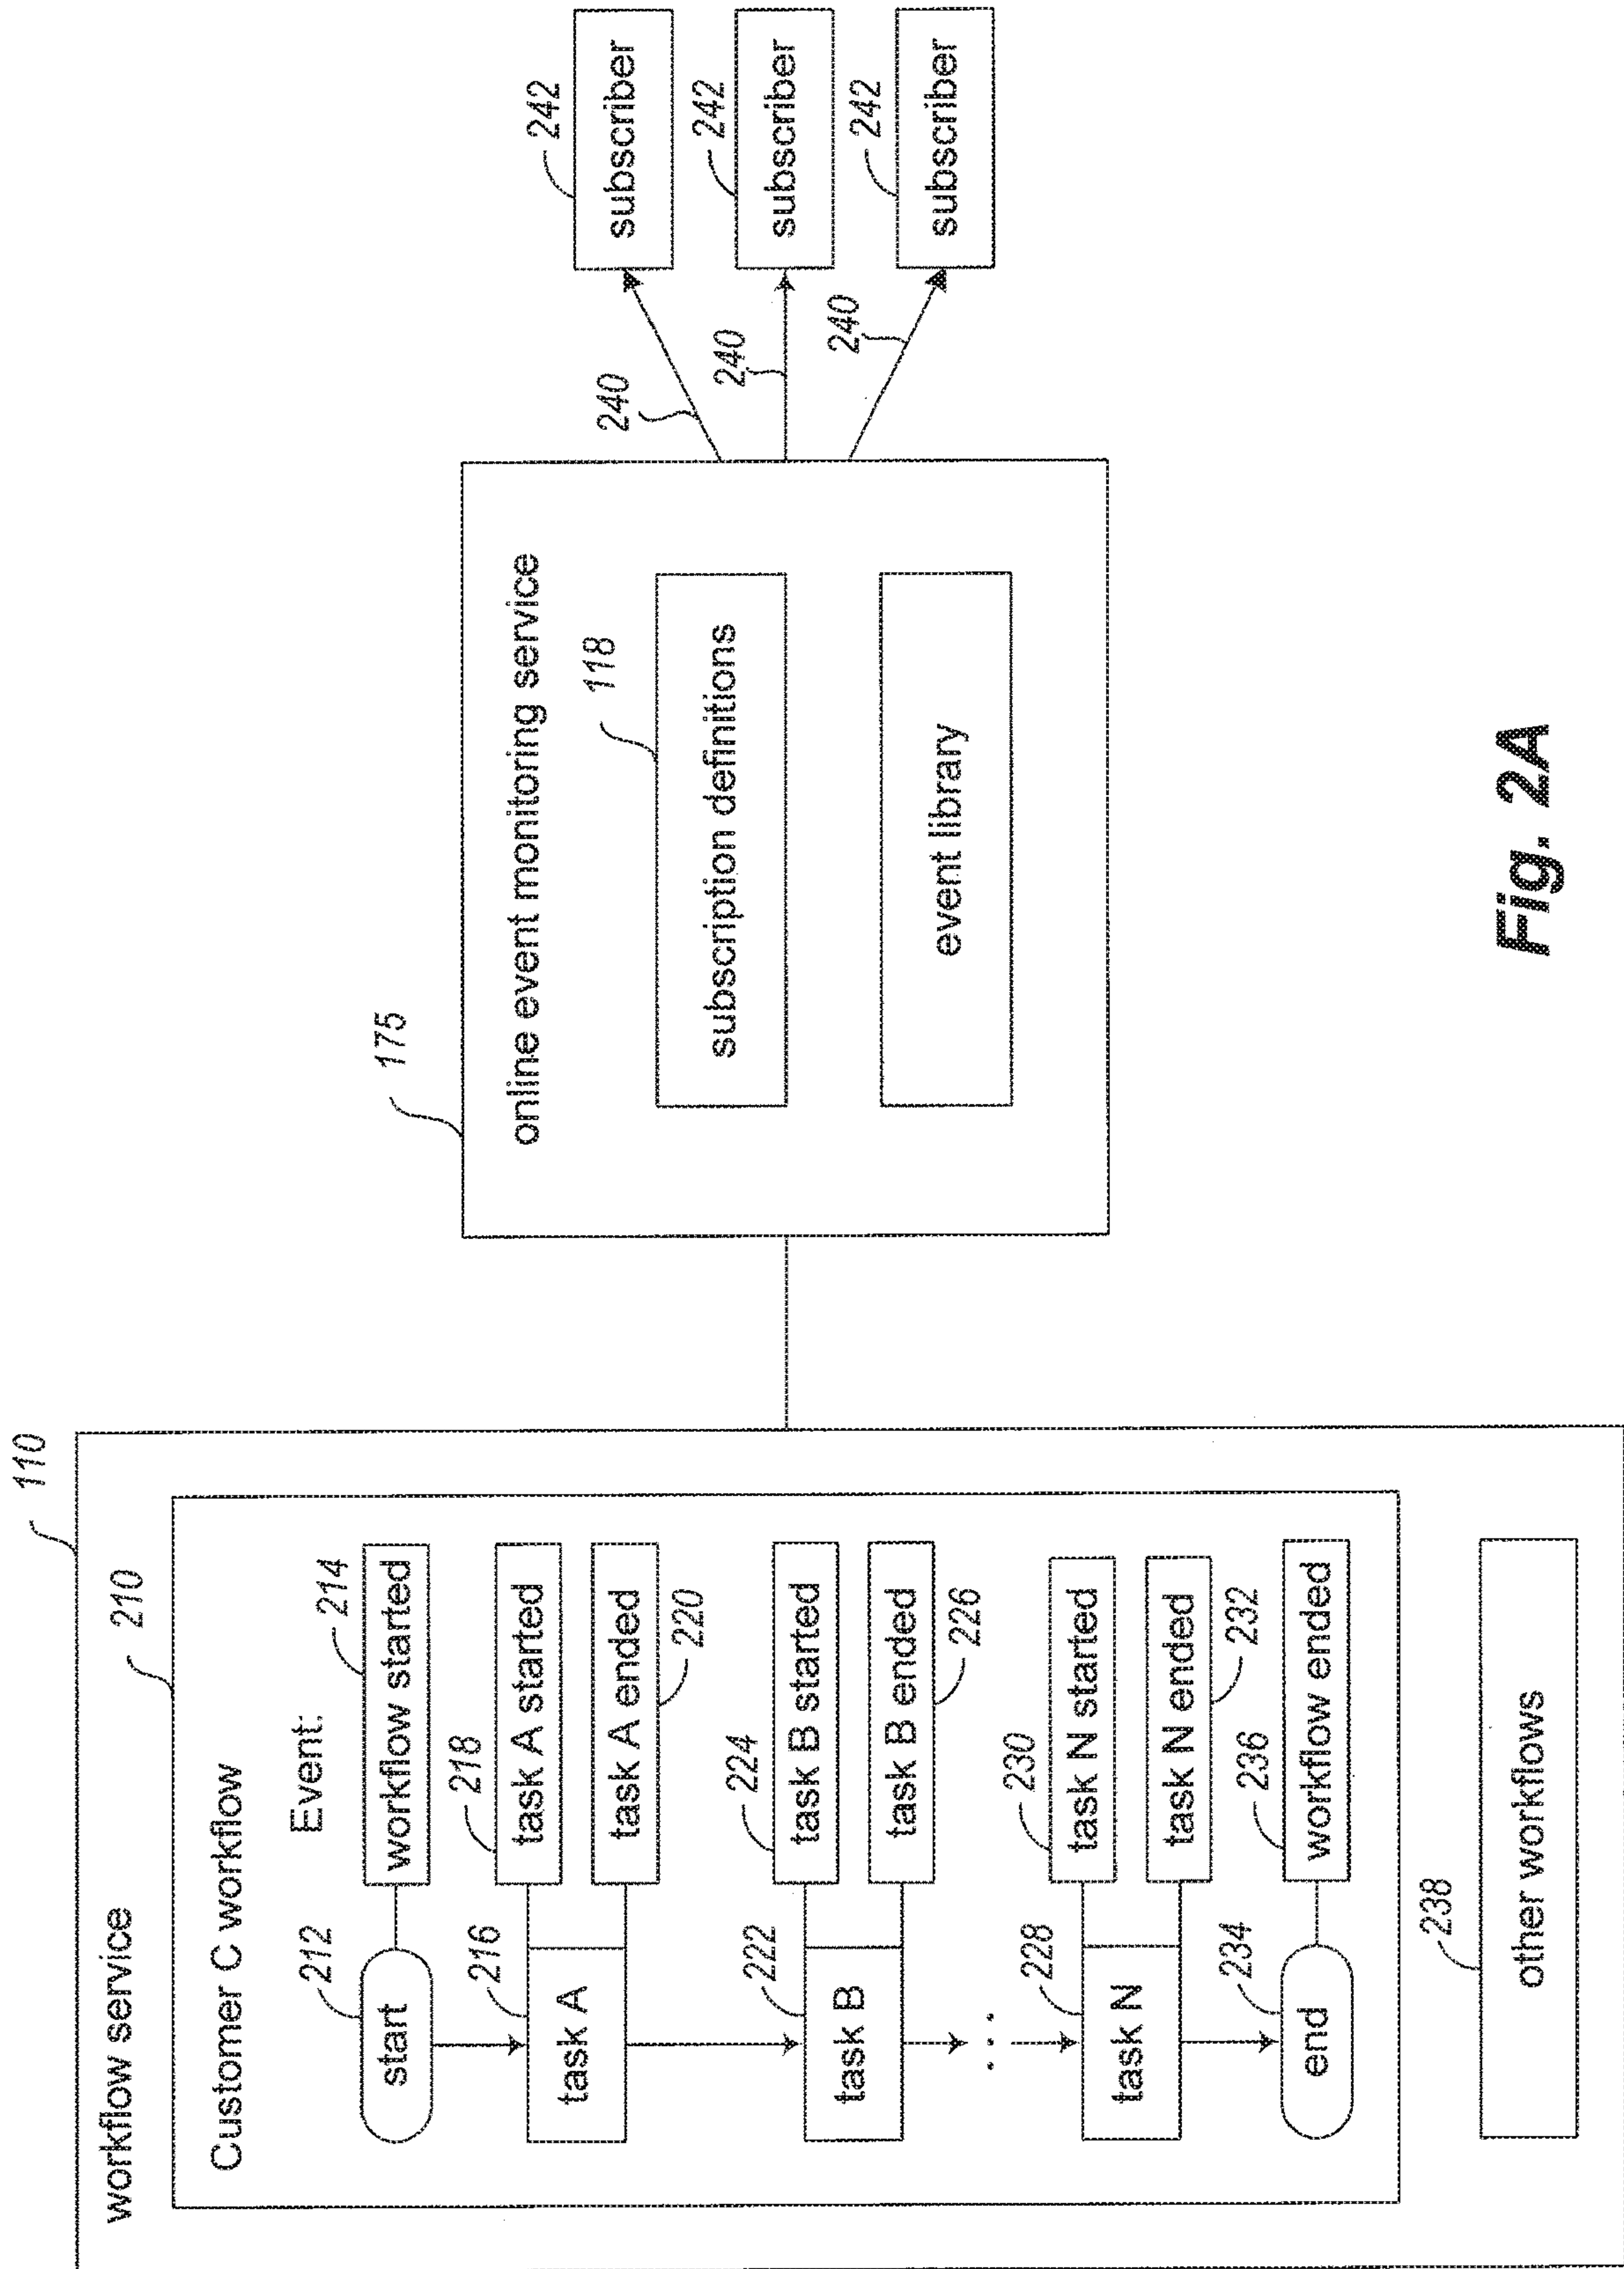 110
workflow service
210
Customer C workflow
Event:
212
start
214
workflow started
216
task A
218
task A started
task A ended
220
222
task B
224
task B started
task B ended
226
. . .
228
task N
230
task N started
task N ended
232
234
end
236
workflow ended
238
other workflows
175
online event monitoring service
118
subscription definitions
event library
240
240
240
242
subscriber
242
subscriber
242
subscriber
Fig. 2A